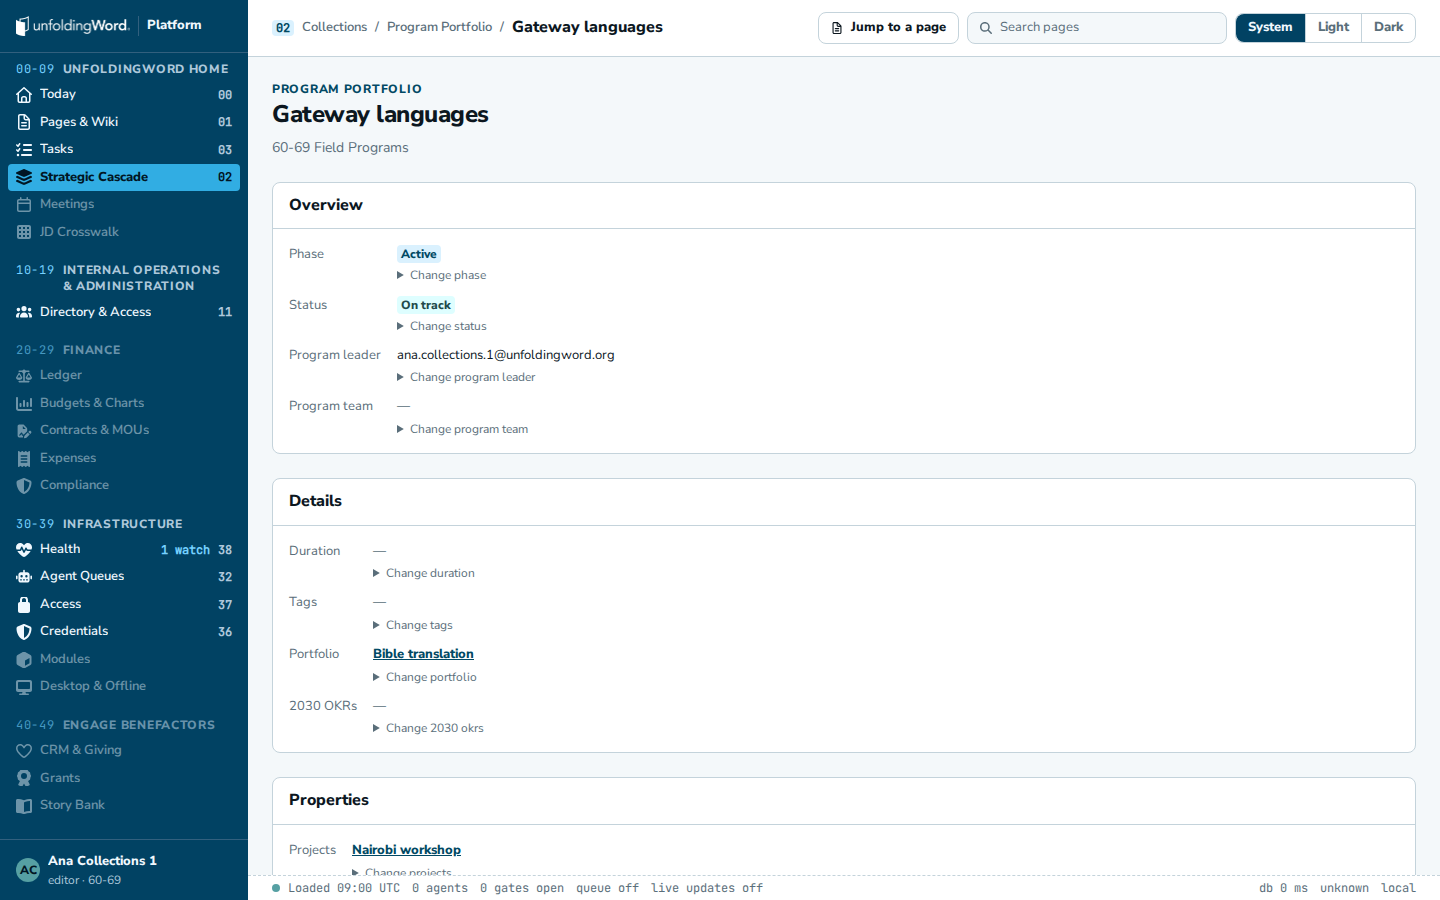 unfoldingWord Platform
00-09 UNFOLDINGWORD HOME
Today 00
Pages & Wiki 01
Tasks 03
Strategic Cascade 02
Meetings
JD Crosswalk
10-19 INTERNAL OPERATIONS
& ADMINISTRATION
Directory & Access 11
20-29 FINANCE
Ledger
Budgets & Charts
Contracts & MOUs
Expenses
Compliance
30-39 INFRASTRUCTURE
Health 1 watch 38
Agent Queues 32
Access 37
Credentials 36
Modules
Desktop & Offline
40-49 ENGAGE BENEFACTORS
CRM & Giving
Grants
Story Bank
AC Ana Collections 1
editor · 60-69
02 Collections / Program Portfolio / Gateway languages
Jump to a page
Search pages
System Light Dark
PROGRAM PORTFOLIO
Gateway languages
60-69 Field Programs
Overview
Phase Active
Change phase
Status On track
Change status
Program leader ana.collections.1@unfoldingword.org
Change program leader
Program team —
Change program team
Details
Duration —
Change duration
Tags —
Change tags
Portfolio Bible translation
Change portfolio
2030 OKRs —
Change 2030 okrs
Properties
Projects Nairobi workshop
Change projects
Loaded 09:00 UTC 0 agents 0 gates open queue off live updates off
db 0 ms unknown local